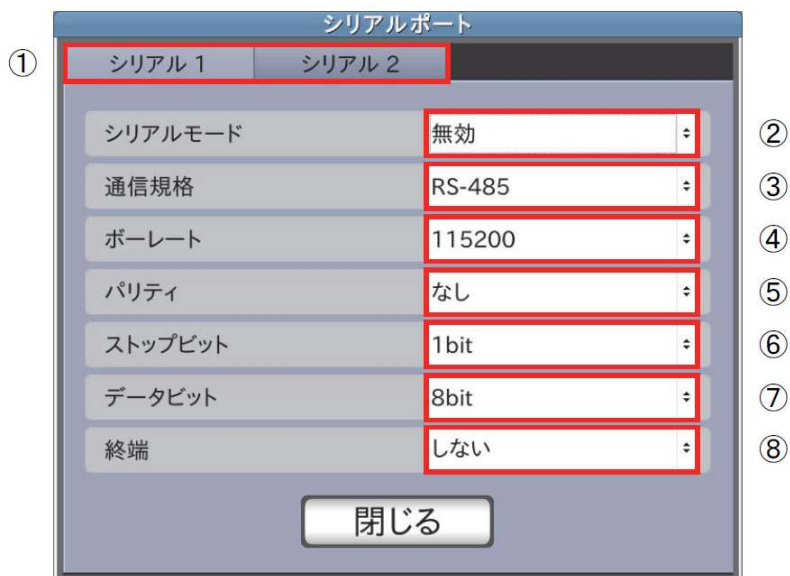 シリアルポート
① シリアル 1 シリアル 2
シリアルモード 無効 ②
通信規格 RS-485 ③
ボーレート 115200 ④
パリティ なし ⑤
ストップビット 1bit ⑥
データビット 8bit ⑦
終端 しない ⑧
閉じる